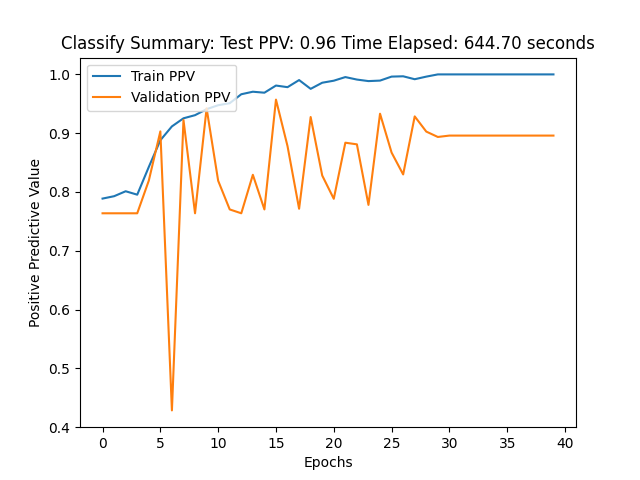 Classify Summary: Test PPV: 0.96 Time Elapsed: 644.70 seconds
Train PPV
Validation PPV
Positive Predictive Value
1.0
0.9
0.8
0.7
0.6
0.5
0.4
0 5 10 15 20 25 30 35 40
Epochs